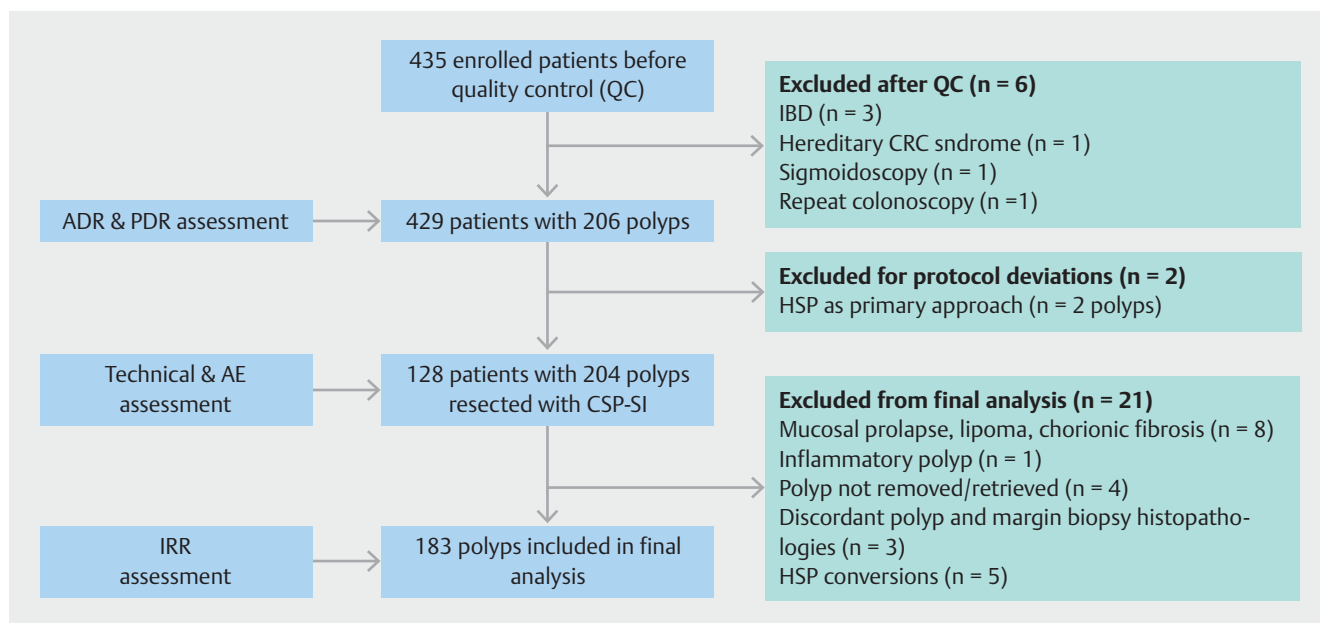 435 enrolled patients before
quality control (QC)
Excluded after QC (n = 6)
IBD (n = 3)
Hereditary CRC sndrome (n = 1)
Sigmoidoscopy (n = 1)
Repeat colonoscopy (n =1)
ADR & PDR assessment
429 patients with 206 polyps
Excluded for protocol deviations (n = 2)
HSP as primary approach (n = 2 polyps)
Technical & AE
assessment
128 patients with 204 polyps
resected with CSP-SI
Excluded from final analysis (n = 21)
Mucosal prolapse, lipoma, chorionic fibrosis (n = 8)
Inflammatory polyp (n = 1)
Polyp not removed/retrieved (n = 4)
Discordant polyp and margin biopsy histopatho-
logies (n = 3)
HSP conversions (n = 5)
IRR
assessment
183 polyps included in final
analysis